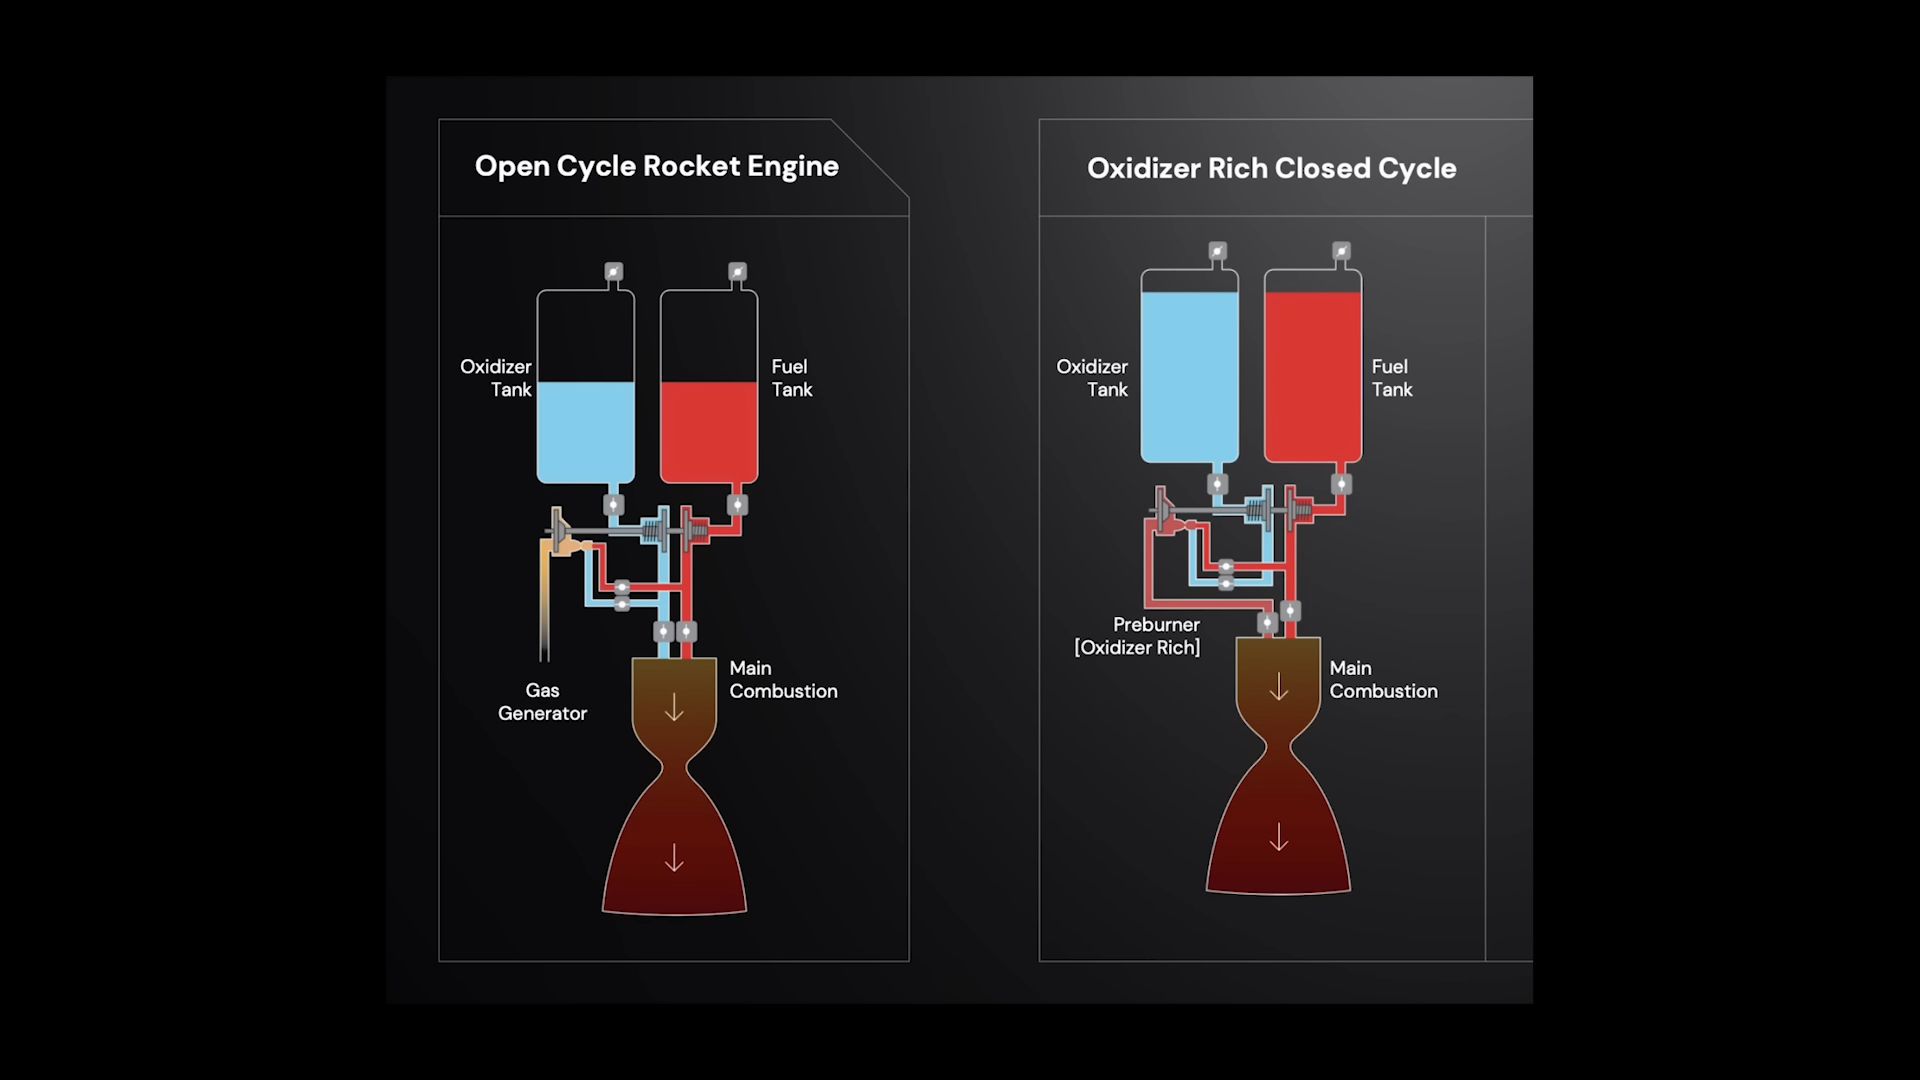 Open Cycle Rocket Engine
Oxidizer
Tank
Fuel
Tank
Gas
Generator
Main
Combustion
Oxidizer Rich Closed Cycle
Oxidizer
Tank
Fuel
Tank
Preburner
[Oxidizer Rich]
Main
Combustion